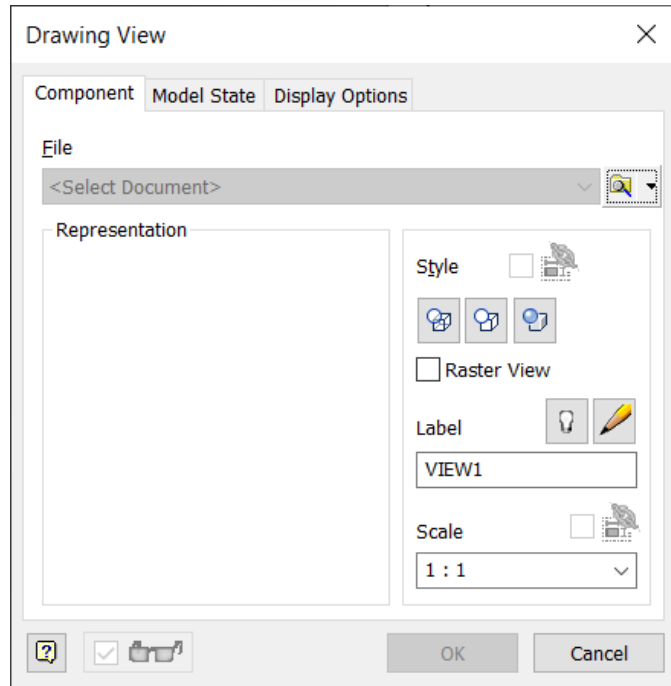 Drawing View
Component Model State Display Options
File
<Select Document>
Representation
Style
Raster View
Label
VIEW1
Scale
1 : 1
OK Cancel